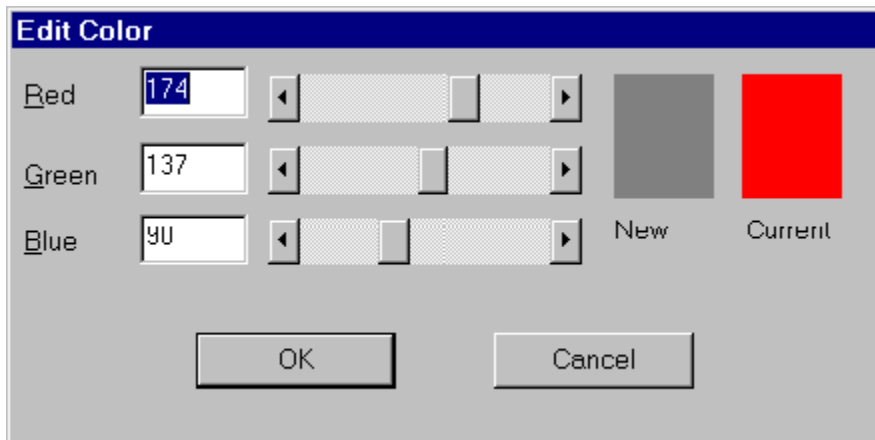 Edit Color
Red 174
Green 137
Blue 90
New Current
OK Cancel